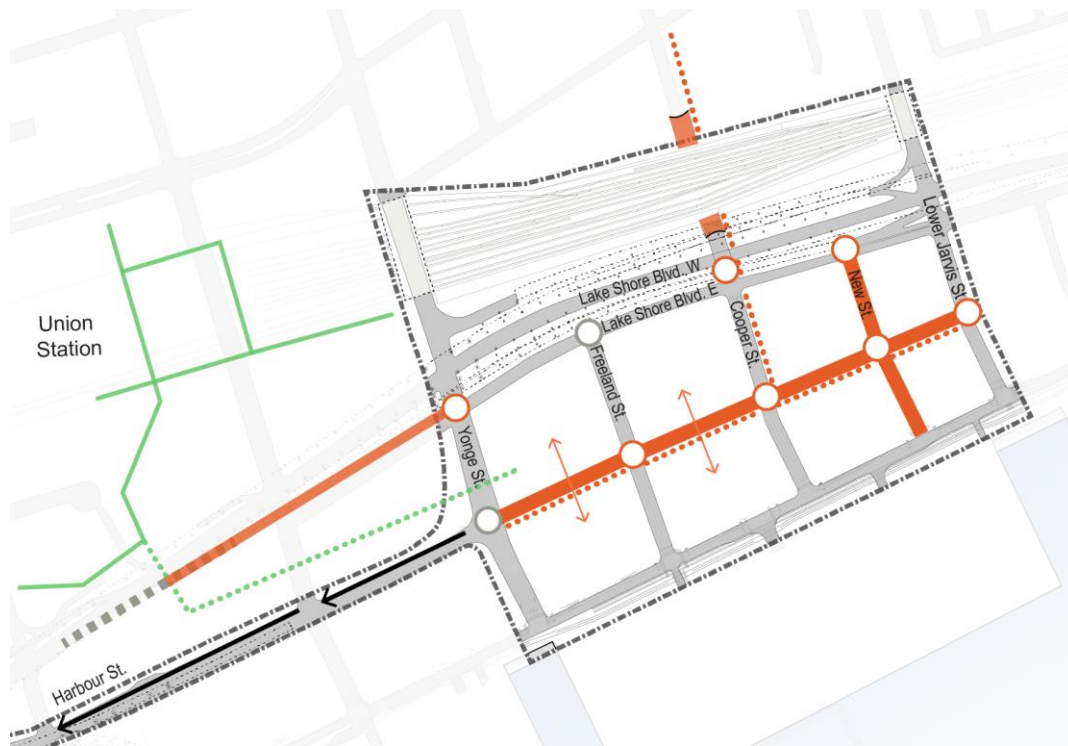 Union
Station
Lake Shore Blvd. W
Lake Shore Blvd. E
Lower Jarvis St
New St.
Cooper St.
Freeland St.
Yonge St.
Harbour St.